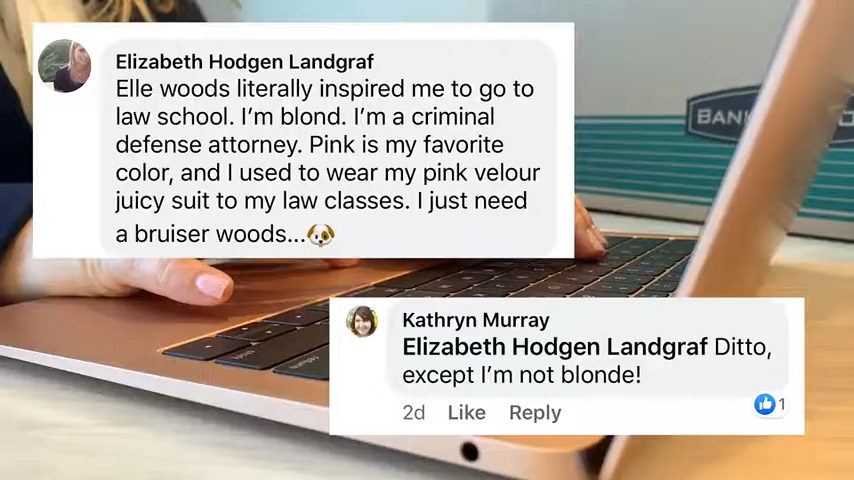 Elizabeth Hodgen Landgraf
Elle woods literally inspired me to go to
law school. I’m blond. I’m a criminal
defense attorney. Pink is my favorite
color, and I used to wear my pink velour
juicy suit to my law classes. I just need
a bruiser woods...🐶
BANK
Kathryn Murray
Elizabeth Hodgen Landgraf Ditto,
except I’m not blonde!
2d Like Reply
1
return